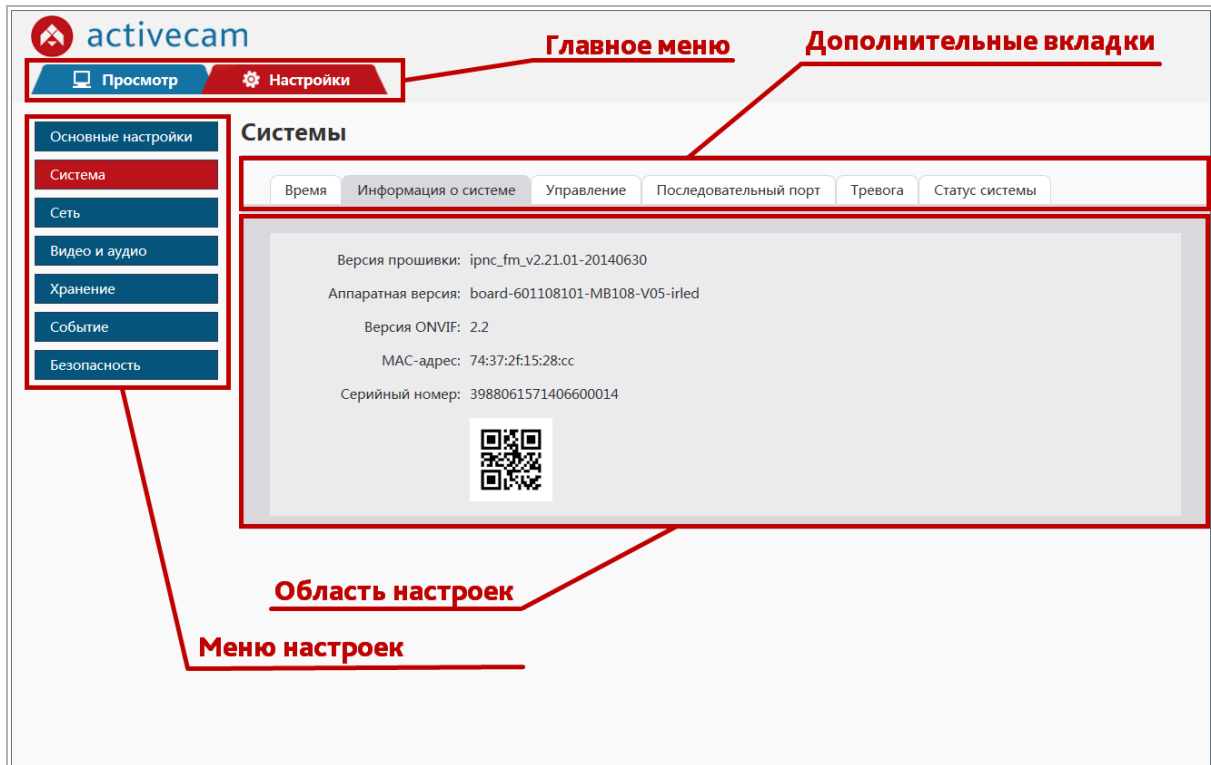 activecam
Главное меню
Дополнительные вкладки
Просмотр
Настройки
Основные настройки
Система
Сеть
Видео и аудио
Хранение
Событие
Безопасность
Системы
Время
Информация о системе
Управление
Последовательный порт
Тревога
Статус системы
Версия прошивки: ipnc_fm_v2.21.01-20140630
Аппаратная версия: board-601108101-MB108-V05-irled
Версия ONVIF: 2.2
MAC-адрес: 74:37:2f:15:28:cc
Серийный номер: 3988061571406600014
Область настроек
Меню настроек